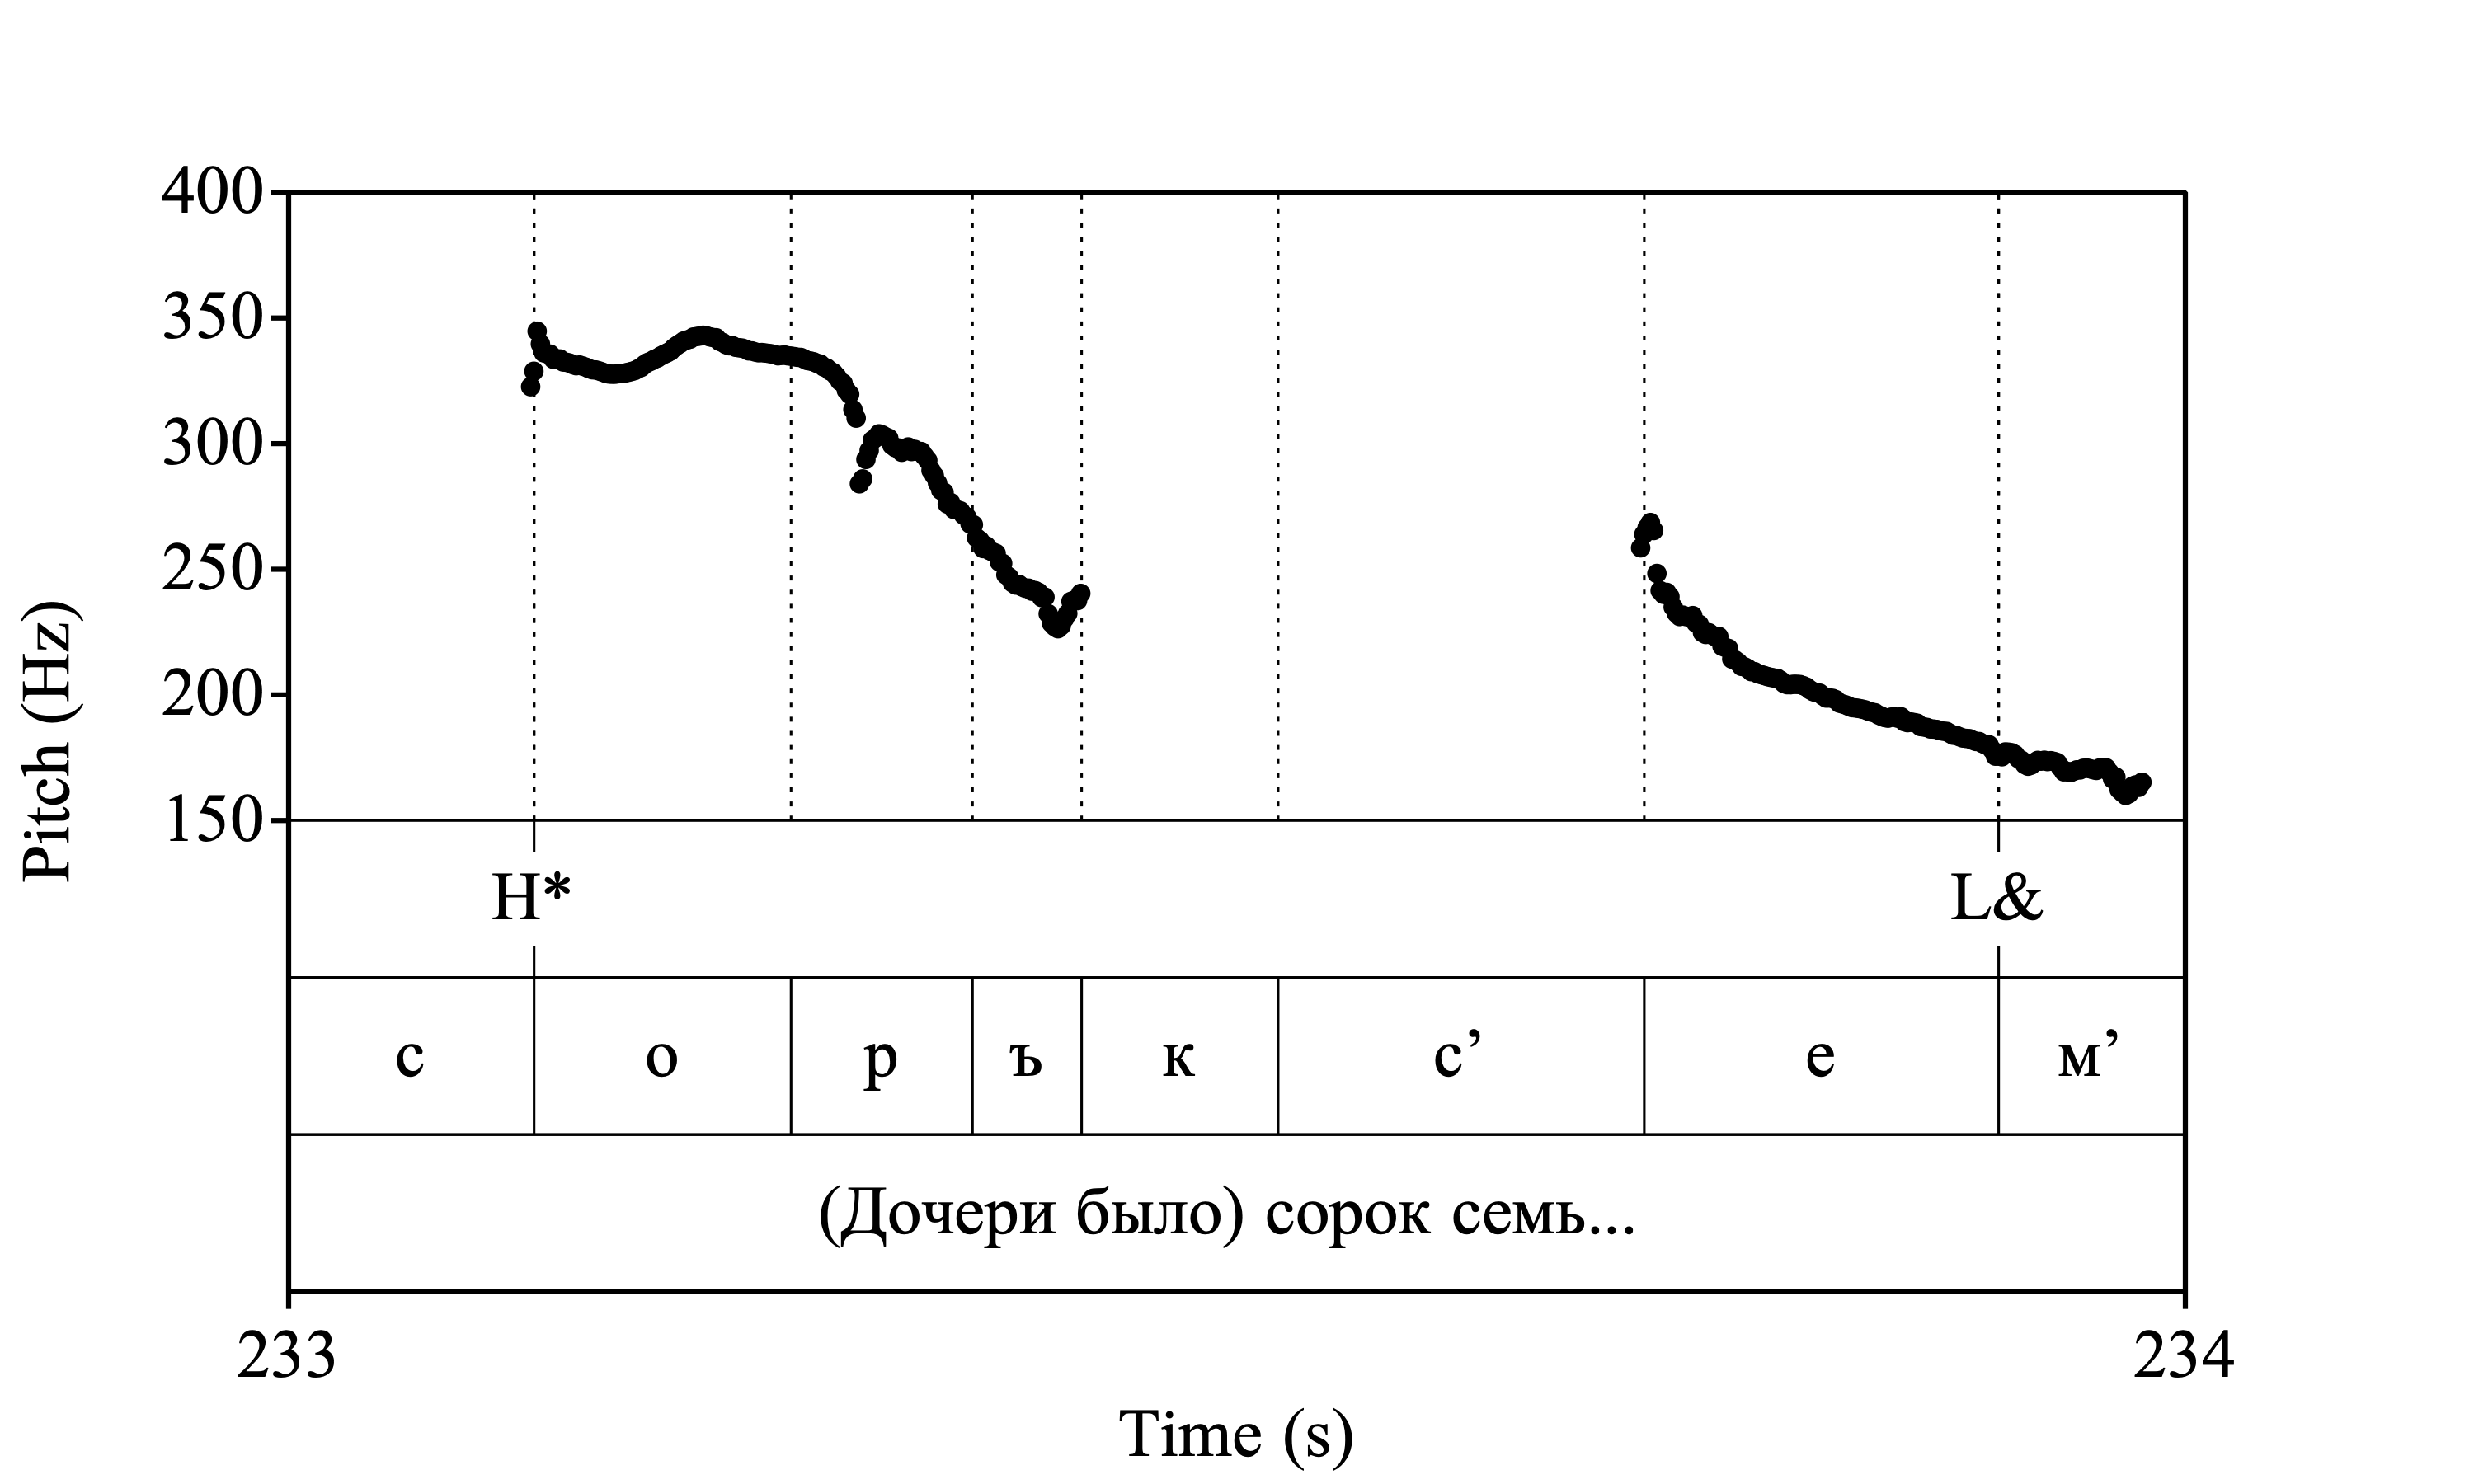 400
350
300
250
200
150
Pitch (Hz)
H* L&
с о р ъ к с’ е м’
(Дочери было) сорок семь...
233 234
Time (s)